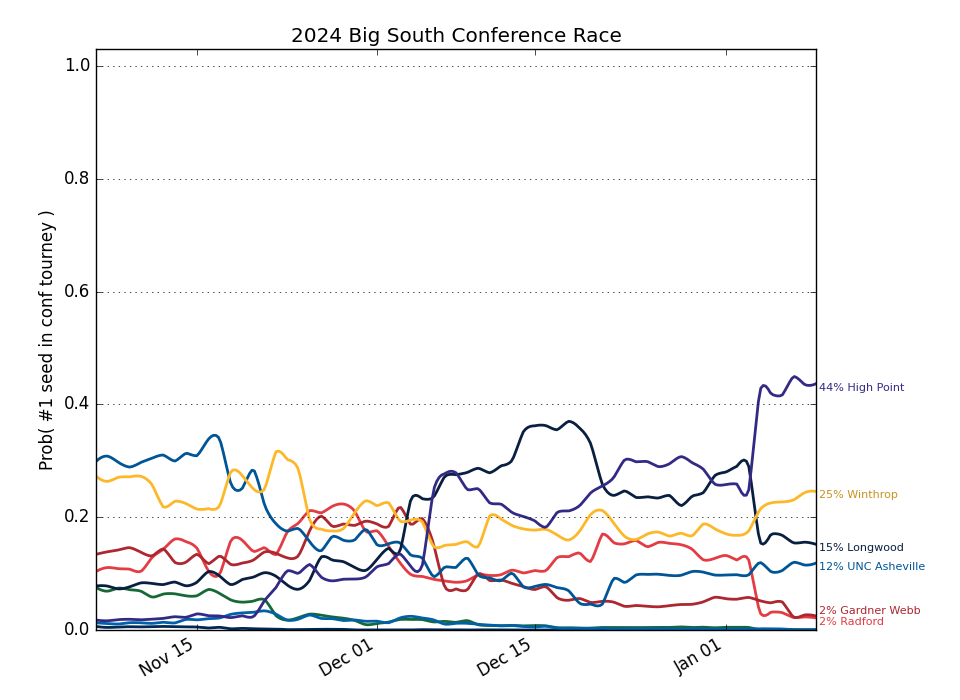 2024 Big South Conference Race
Prob( #1 seed in conf tourney )
1.0
0.8
0.6
0.4
0.2
0.0
44% High Point
25% Winthrop
15% Longwood
12% UNC Asheville
2% Gardner Webb
2% Radford
Nov 15
Dec 01
Dec 15
Jan 01